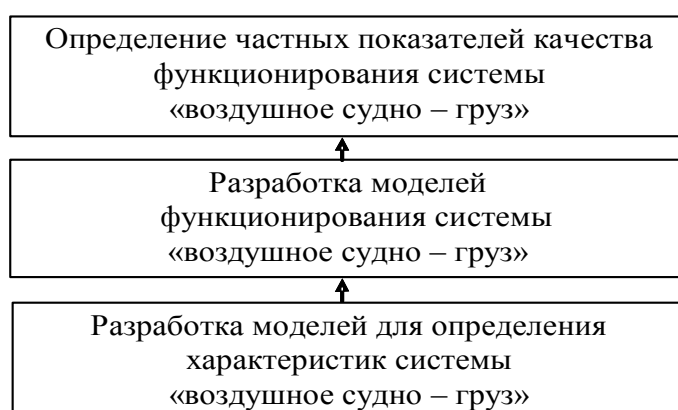 Определение частных показателей качества
функционирования системы
«воздушное судно – груз»
Разработка моделей
функционирования системы
«воздушное судно – груз»
Разработка моделей для определения
характеристик системы
«воздушное судно – груз»